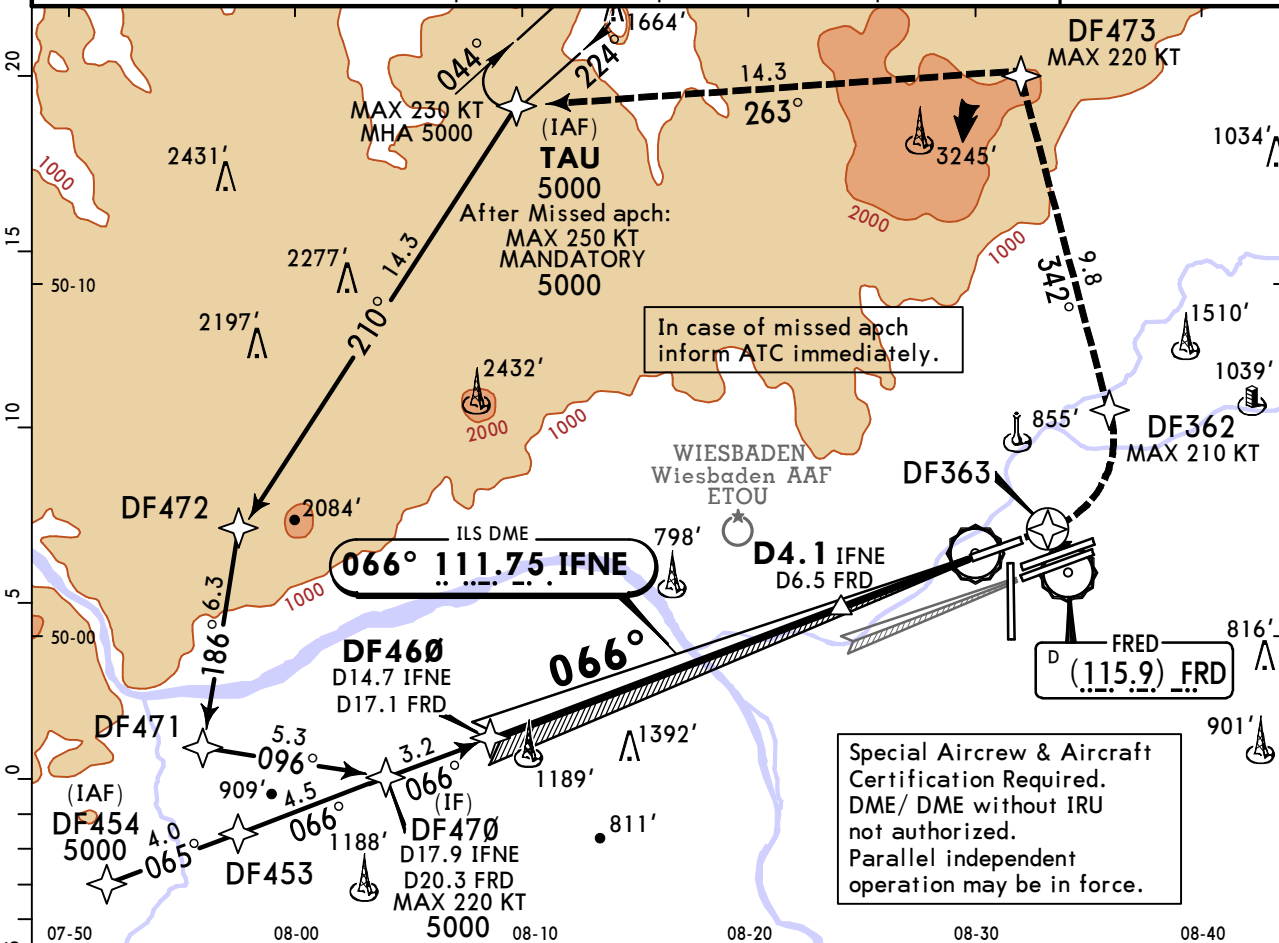 1664'
DF473
MAX 220 KT
044°
224°
14.3
263°
MAX 230 KT
MHA 5000
(IAF)
TAU
5000
After Missed apch:
MAX 250 KT
MANDATORY
5000
20
2431'
1000
3245'
2000
1000
1034'
15
2277'
14.3
210°
9.8
342°
50-10
2197'
In case of missed apch
inform ATC immediately.
1510'
1039'
2432'
2000
1000
10
855'
DF362
MAX 210 KT
WIESBADEN
Wiesbaden AAF
ETOU
DF363
DF472
2084'
ILS DME
066° 111.75 IFNE
798'
D4.1 IFNE
D6.5 FRD
1000
5
6.3
186°
50-00
066°
DF460
D14.7 IFNE
D17.1 FRD
FRED
D (115.9) FRD
816'
901'
DF471
5.3
096°
3.2
066°
1392'
1189'
0
909'
4.5
066°
(IAF)
DF454
5000
4.0
065°
DF453
1188'
(IF)
DF470
D17.9 IFNE
D20.3 FRD
MAX 220 KT
5000
811'
Special Aircrew & Aircraft
Certification Required.
DME/ DME without IRU
not authorized.
Parallel independent
operation may be in force.
07-50
08-00
08-10
08-20
08-30
08-40